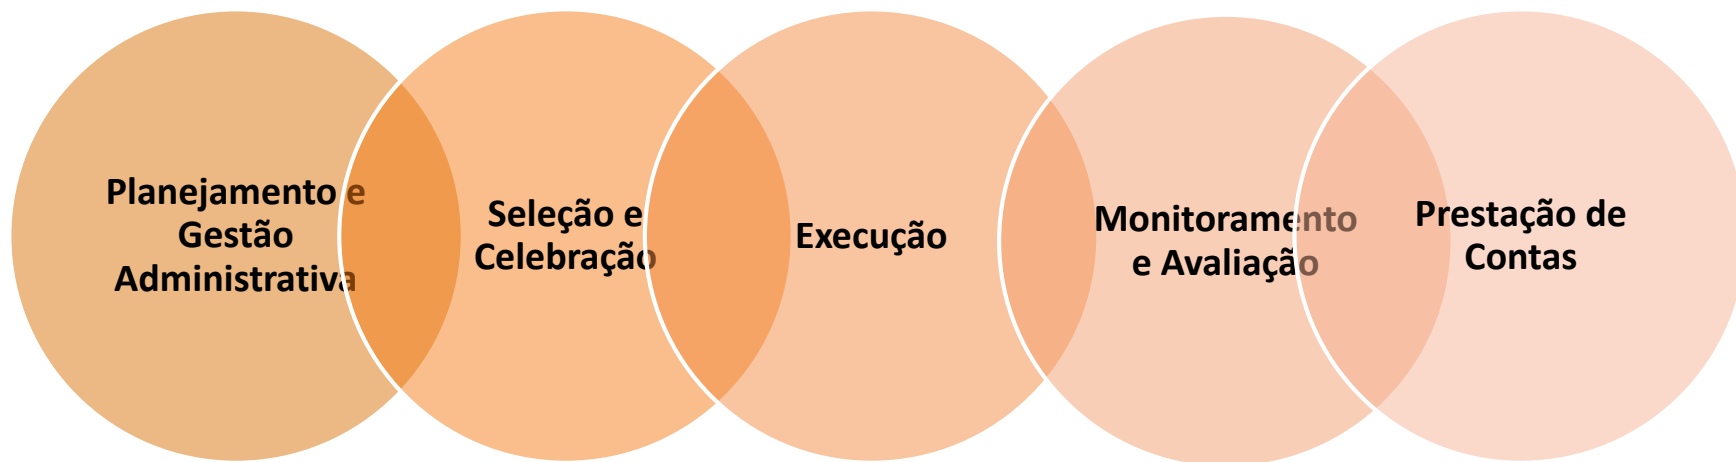 Planejamento e
Gestão
Administrativa
Seleção e
Celebração
Execução
Monitoramento
e Avaliação
Prestação de
Contas